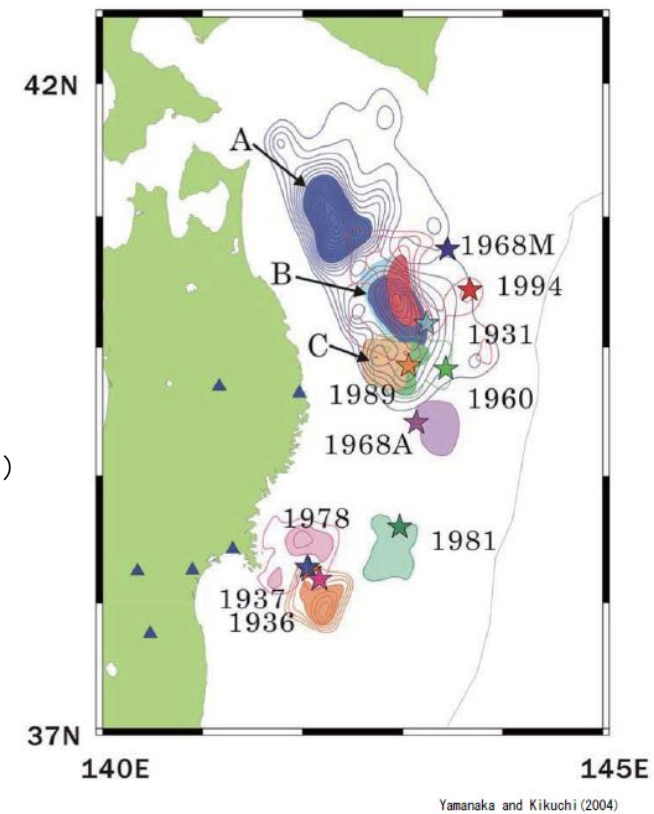 42N
A
1968M
B
1994
1931
C
1989
1960
1968A
)
1978
1981
1937
1936
37N
140E
145E
Yamanaka and Kikuchi(2004)